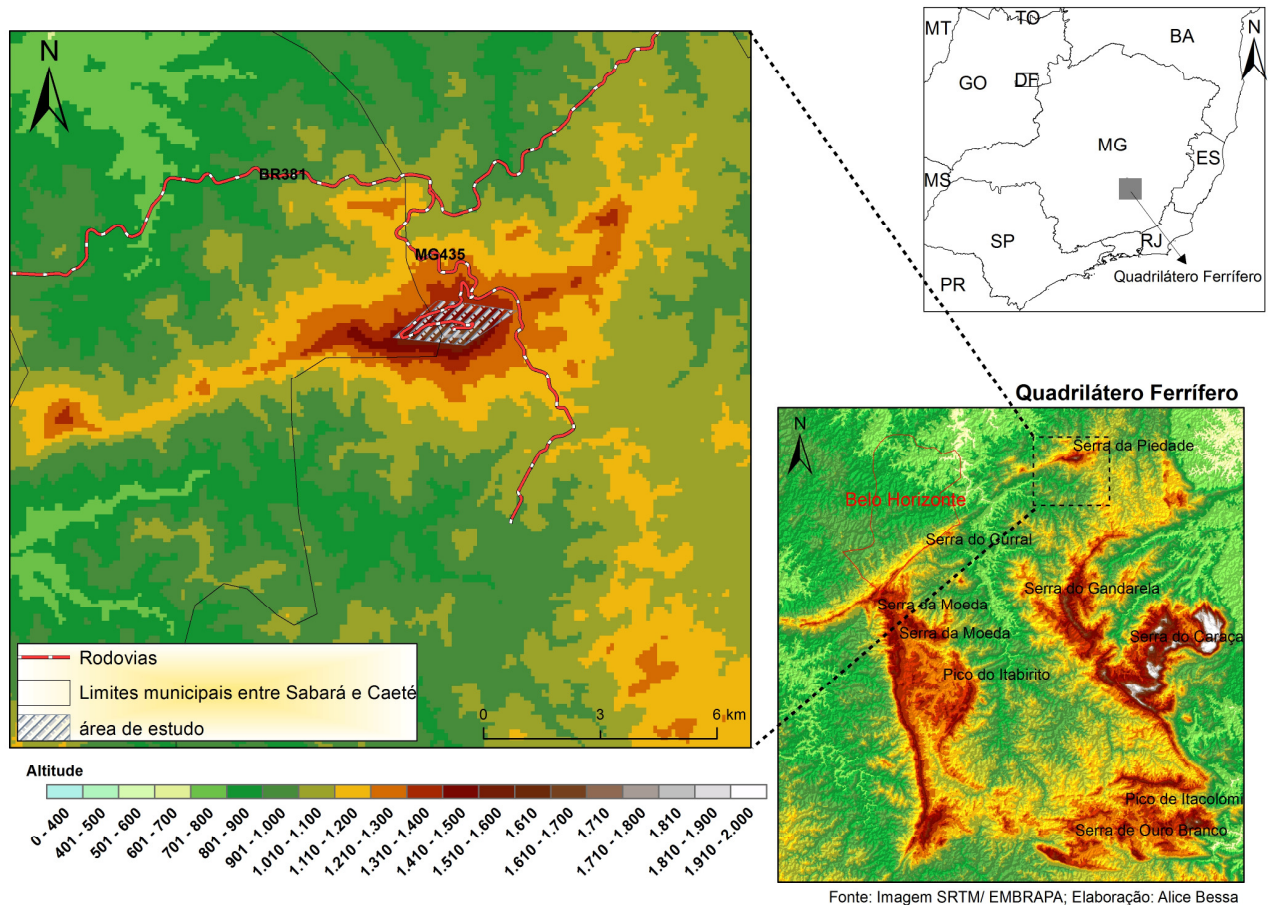 N
BR381
MG435
Rodovias
Limites municipais entre Sabará e Caeté
área de estudo
0 3 6 km
Altitude
0 - 400
401 - 500
501 - 600
601 - 700
701 - 800
801 - 900
901 - 1.000
1.010 - 1.100
1.110 - 1.200
1.210 - 1.300
1.310 - 1.400
1.410 - 1.500
1.510 - 1.600
1.610
1.610 - 1.700
1.710
1.710 - 1.800
1.810
1.810 - 1.900
1.910 - 2.000
MT
TO
BA
N
GO
DF
MG
ES
MS
SP
RJ
PR
Quadrilátero Ferrífero
Quadrilátero Ferrífero
N
Serra da Piedade
Belo Horizonte
Serra do Curral
Serra do Gandarela
Serra da Moeda
Serra da Moeda
Serra do Caraça
Pico do Itabirito
Pico de Itacolomi
Serra de Ouro Branco
Fonte: Imagem SRTM/ EMBRAPA; Elaboração: Alice Bessa